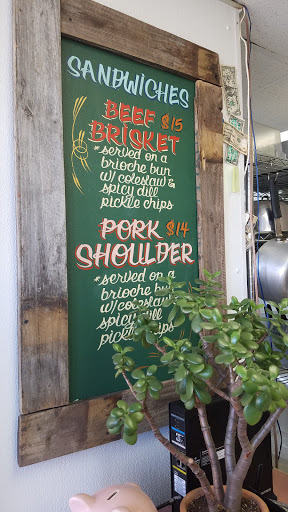 SANDWICHES
BEEF $15
BRISKET
*served on a
brioche bun
w/ coleslaw &
spicy dill
pickle chips
PORK $14
SHOULDER
*served on a
brioche bun
w/coleslaw &
spicy dill
pickle chips